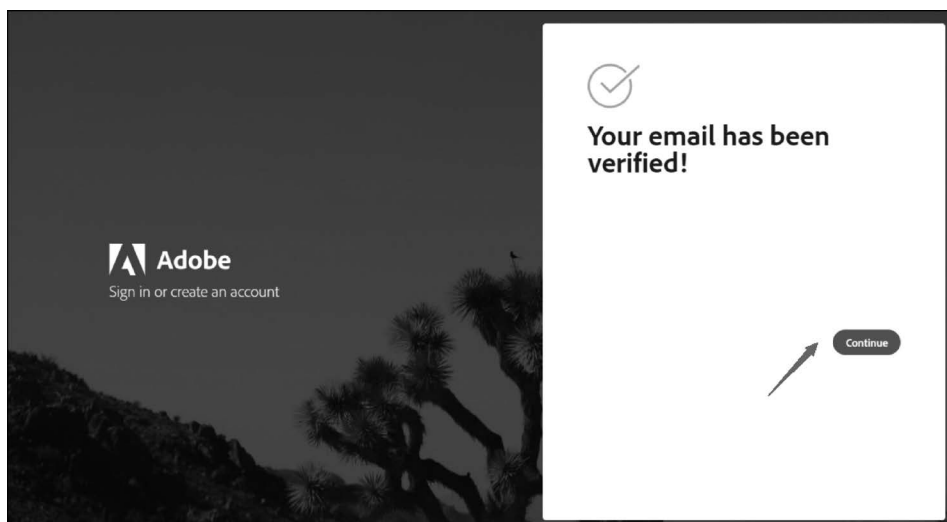 Adobe
Sign in or create an account
Your email has been
verified!
Continue